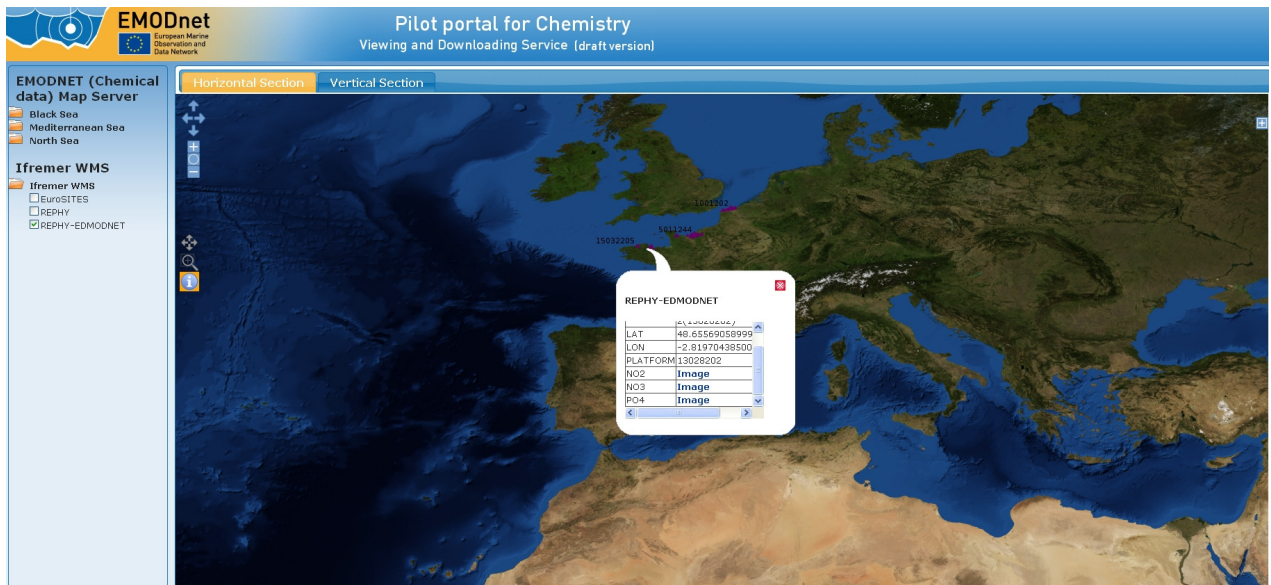 EMODnet
European Marine
Observation and
Data Network
Pilot portal for Chemistry
Viewing and Downloading Service (draft version)
EMODNET (Chemical
data) Map Server
Black Sea
Mediterranean Sea
North Sea
Ifremer WMS
Ifremer WMS
EuroSITES
REPHY
REPHY-EDMODNET
Horizontal Section
Vertical Section
1001202
5011244
15032205
REPHY-EDMODNET
LAT 48.65569058999
LON -2.81970438500
PLATFORM 13028202
NO2 Image
NO3 Image
PO4 Image